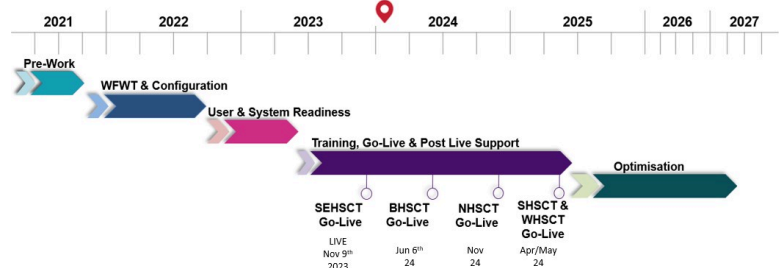 2021 2022 2023 2024 2025 2026 2027
Pre-Work
WFWT & Configuration
User & System Readiness
Training, Go-Live & Post Live Support
Optimisation
SEHSCT
Go-Live
LIVE
Nov 9th
2023
BHSCT
Go-Live
Jun 6th
24
NHSCT
Go-Live
Nov
24
SHSCT &
WHSCT
Go-Live
Apr/May
24